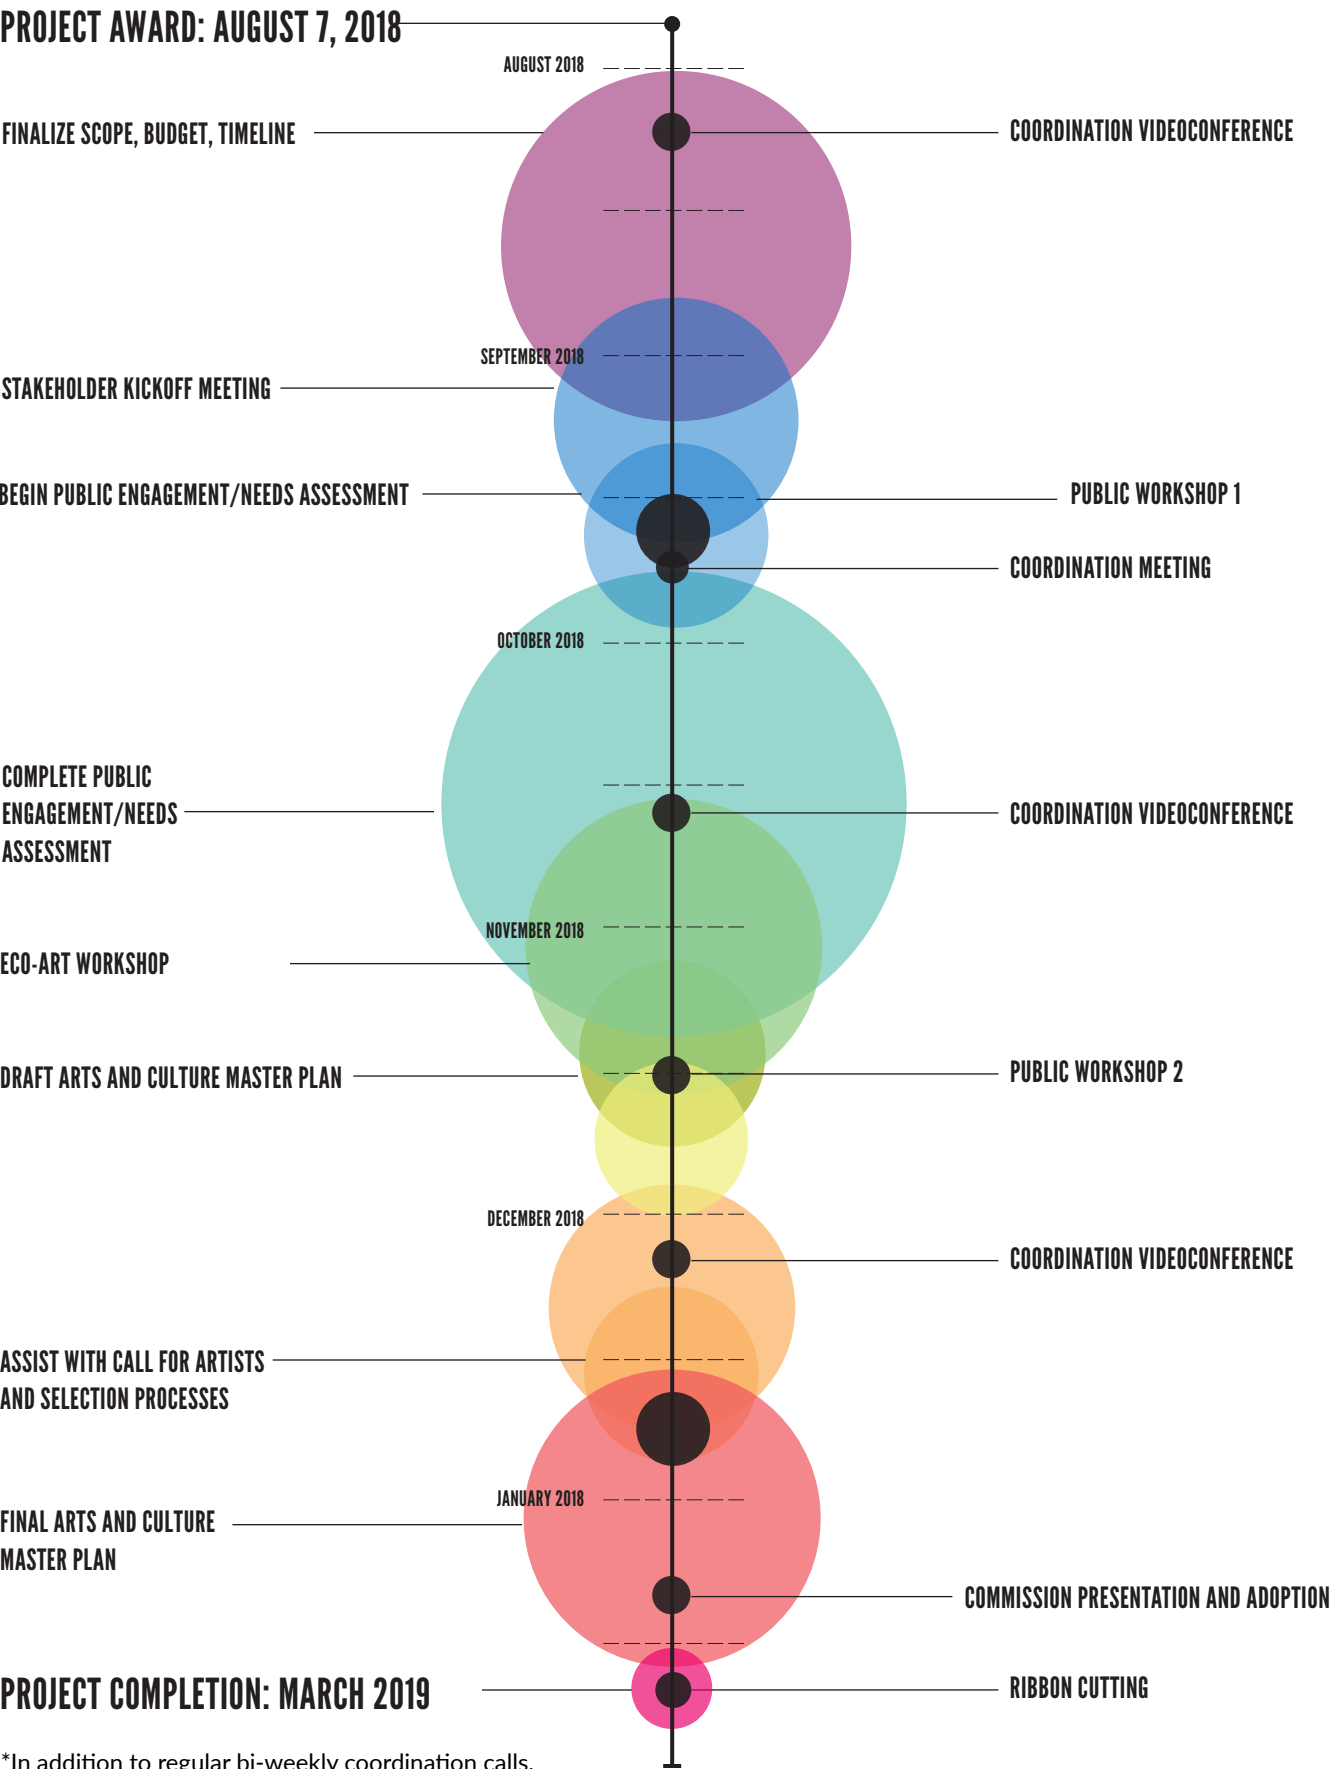 PROJECT AWARD: AUGUST 7, 2018
AUGUST 2018
FINALIZE SCOPE, BUDGET, TIMELINE
COORDINATION VIDEOCONFERENCE
SEPTEMBER 2018
STAKEHOLDER KICKOFF MEETING
BEGIN PUBLIC ENGAGEMENT/NEEDS ASSESSMENT
PUBLIC WORKSHOP 1
COORDINATION MEETING
OCTOBER 2018
COMPLETE PUBLIC
ENGAGEMENT/NEEDS
ASSESSMENT
COORDINATION VIDEOCONFERENCE
NOVEMBER 2018
ECO-ART WORKSHOP
DRAFT ARTS AND CULTURE MASTER PLAN
PUBLIC WORKSHOP 2
DECEMBER 2018
COORDINATION VIDEOCONFERENCE
ASSIST WITH CALL FOR ARTISTS
AND SELECTION PROCESSES
JANUARY 2018
FINAL ARTS AND CULTURE
MASTER PLAN
COMMISSION PRESENTATION AND ADOPTION
PROJECT COMPLETION: MARCH 2019
RIBBON CUTTING
*In addition to regular bi-weekly coordination calls.